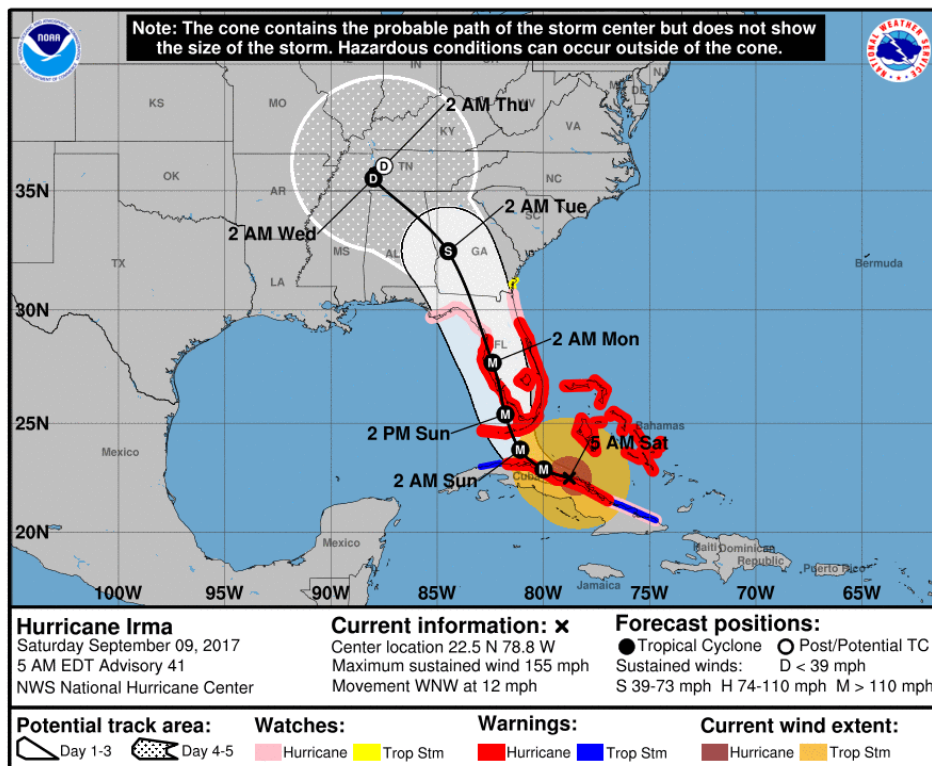 Note: The cone contains the probable path of the storm center but does not show
the size of the storm. Hazardous conditions can occur outside of the cone.
NOAA
NATIONAL WEATHER SERVICE
IN
NJ
DE
KS
MO
KY
VA
2 AM Thu
OK
AR
TN
NC
35N
D
D
2 AM Wed
2 AM Tue
SC
TX
LA
MS
AL
S
GA
Bermuda
30N
FL
2 AM Mon
M
25N
2 PM Sun
M
Bahamas
5 AM Sat
Mexico
2 AM Sun
M
M
Cuba
20N
Mexico
Haiti
Dominican
Republic
Puerto Rico
Jamaica
100W 95W 90W 85W 80W 75W 70W 65W
Hurricane Irma
Saturday September 09, 2017
5 AM EDT Advisory 41
NWS National Hurricane Center
Current information: ×
Center location 22.5 N 78.8 W
Maximum sustained wind 155 mph
Movement WNW at 12 mph
Forecast positions:
Tropical Cyclone Post/Potential TC
Sustained winds: D < 39 mph
S 39-73 mph H 74-110 mph M > 110 mph
Potential track area:
Day 1-3 Day 4-5
Watches:
Hurricane Trop Stm
Warnings:
Hurricane Trop Stm
Current wind extent:
Hurricane Trop Stm